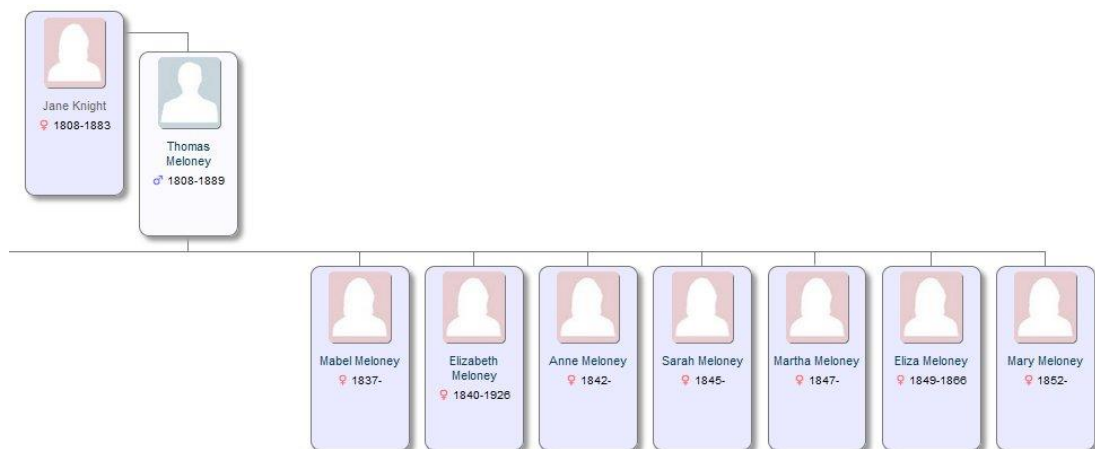 Jane Knight
♀ 1808-1883
Thomas
Meloney
♂ 1808-1889
Mabel Meloney
♀ 1837-
Elizabeth
Meloney
♀ 1840-1926
Anne Meloney
♀ 1842-
Sarah Meloney
♀ 1845-
Martha Meloney
♀ 1847-
Eliza Meloney
♀ 1849-1866
Mary Meloney
♀ 1852-